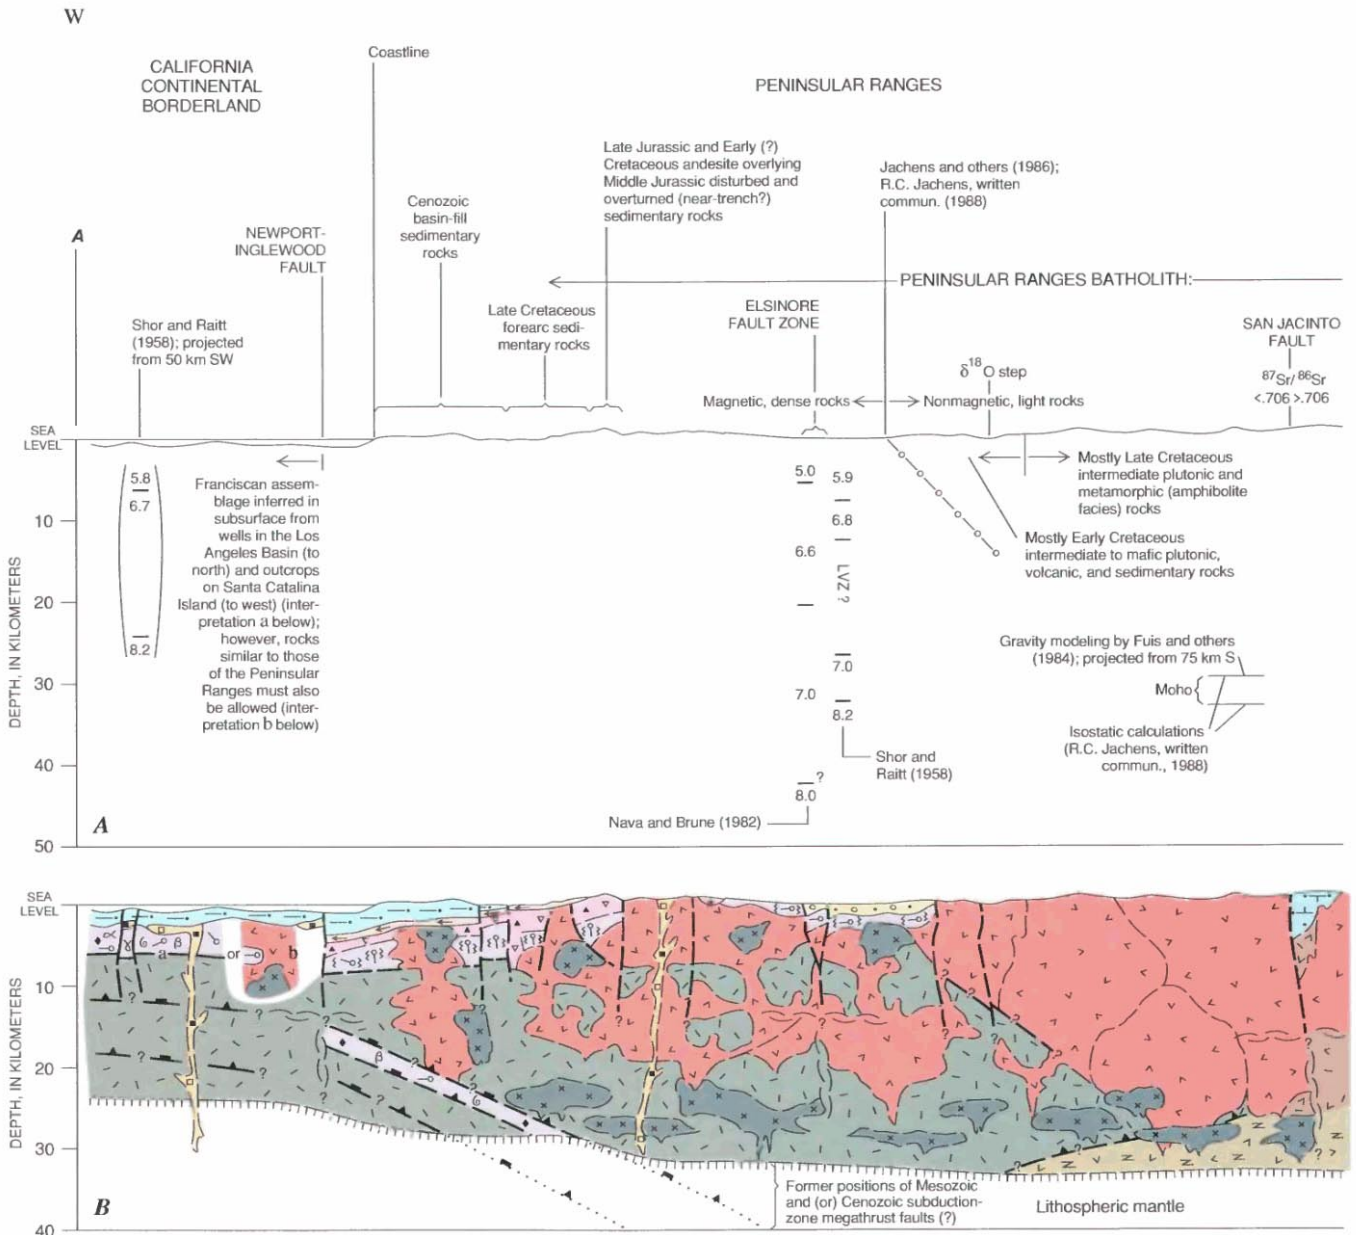 W
Coastline
CALIFORNIA
CONTINENTAL
BORDERLAND
PENINSULAR RANGES
Late Jurassic and Early (?)
Cretaceous andesite overlying
Middle Jurassic disturbed and
overturned (near-trench?)
sedimentary rocks
Jachens and others (1986);
R.C. Jachens, written
commun. (1988)
Cenozoic
basin-fill
sedimentary
rocks
A
NEWPORT-
INGLEWOOD
FAULT
PENINSULAR RANGES BATHOLITH:
Late Cretaceous
forearc sedi-
mentary rocks
ELSINORE
FAULT ZONE
Shor and Raitt
(1958); projected
from 50 km SW
SAN JACINTO
FAULT
δ18O step
87Sr/86Sr
<.706 >.706
Magnetic, dense rocks
Nonmagnetic, light rocks
SEA
LEVEL
5.8
6.7
8.2
Franciscan assem-
blage inferred in
subsurface from
wells in the Los
Angeles Basin (to
north) and outcrops
on Santa Catalina
Island (to west) (inter-
pretation a below);
however, rocks
similar to those
of the Peninsular
Ranges must also
be allowed (inter-
pretation b below)
5.0
6.6
7.0
?
8.0
5.9
6.8
LVZ ?
7.0
8.2
Mostly Late Cretaceous
intermediate plutonic and
metamorphic (amphibolite
facies) rocks
Mostly Early Cretaceous
intermediate to mafic plutonic,
volcanic, and sedimentary rocks
Gravity modeling by Fuis and others
(1984); projected from 75 km S
Moho
Isostatic calculations
(R.C. Jachens, written
commun., 1988)
Shor and
Raitt (1958)
Nava and Brune (1982)
10
20
30
40
50
DEPTH, IN KILOMETERS
A
SEA
LEVEL
10
20
30
40
DEPTH, IN KILOMETERS
a
or
b
β
β
Former positions of Mesozoic
and (or) Cenozoic subduction-
zone megathrust faults (?)
Lithospheric mantle
B